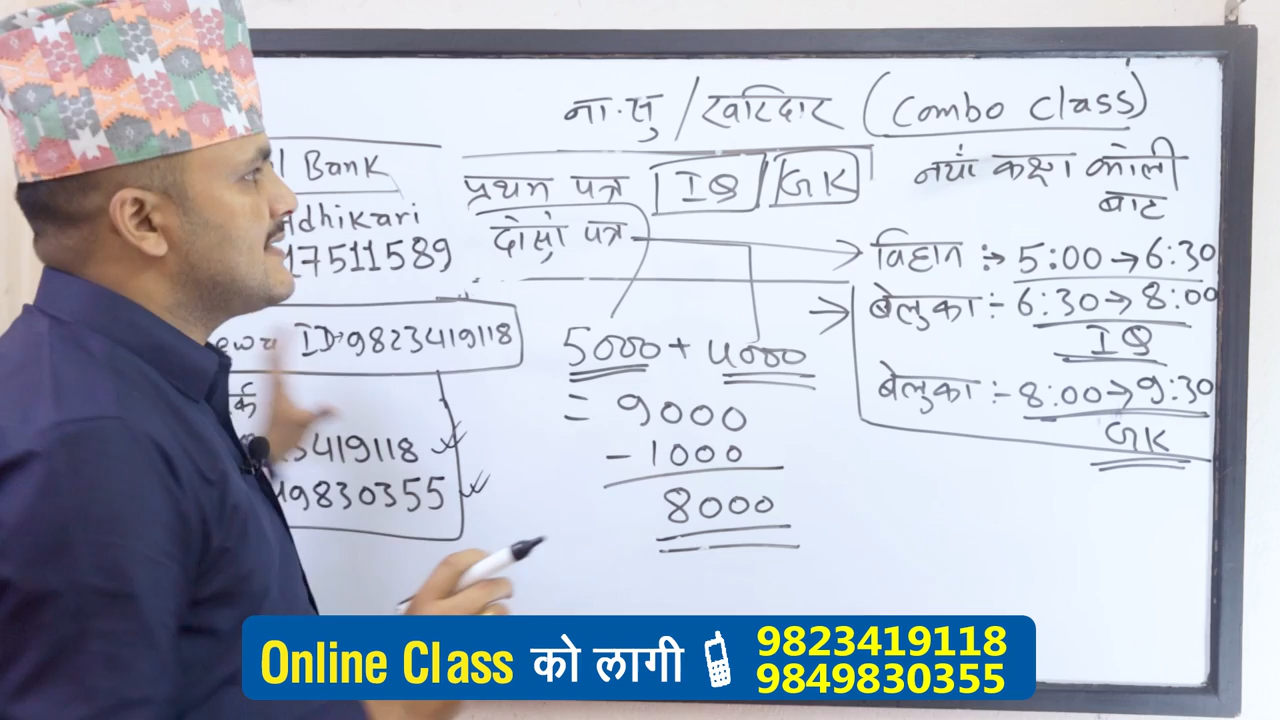 ना.सु / खरिदार (Combo Class)
Bank
dhikari
17511589
ID→9823419118
3419118
49830355
प्रथम पत्र IQ / GK
दोस्रो पत्र
5000 + 4000
= 9000
- 1000
8000
नयाँ कक्षा भोली
बाट
विहान :→ 5:00 → 6:30
बेलुका :- 6:30 → 8:00
IQ
बेलुका :- 8:00 → 9:30
GK
Online Class को लागी 9823419118
9849830355